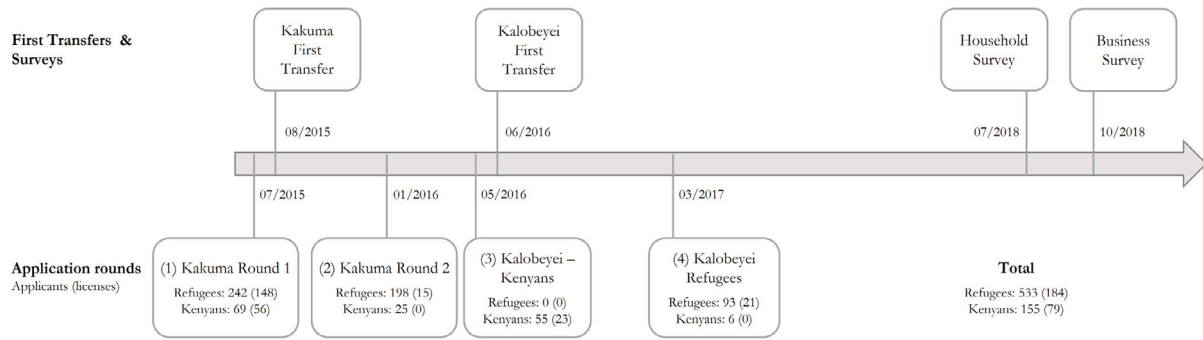 First Transfers &
Surveys
Kakuma
First
Transfer
Kalobeyei
First
Transfer
Household
Survey
Business
Survey
08/2015
06/2016
07/2018
10/2018
07/2015
01/2016
05/2016
03/2017
Application rounds
Applicants (licenses)
(1) Kakuma Round 1
Refugees: 242 (148)
Kenyans: 69 (56)
(2) Kakuma Round 2
Refugees: 198 (15)
Kenyans: 25 (0)
(3) Kalobeyei –
Kenyans
Refugees: 0 (0)
Kenyans: 55 (23)
(4) Kalobeyei
Refugees
Refugees: 93 (21)
Kenyans: 6 (0)
Total
Refugees: 533 (184)
Kenyans: 155 (79)